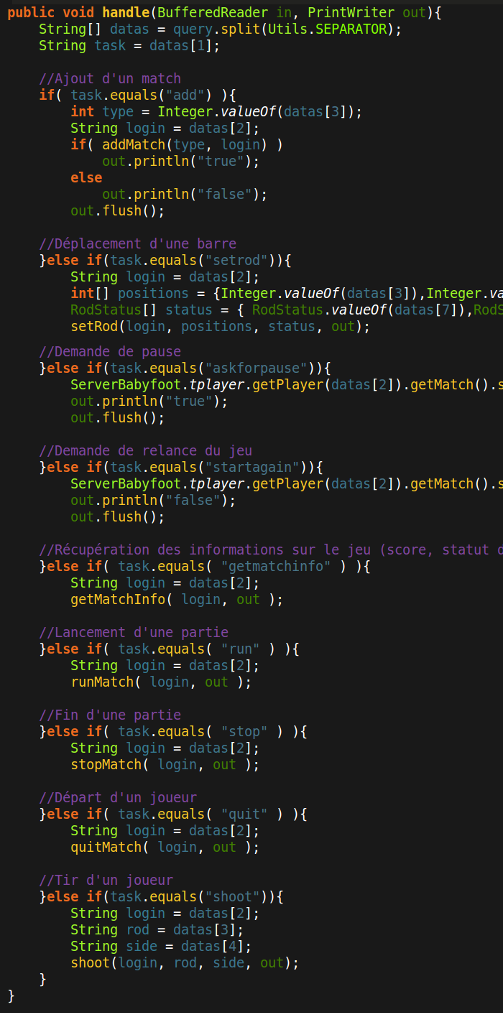 public void handle(BufferedReader in, PrintWriter out){
    String[] datas = query.split(Utils.SEPARATOR);
    String task = datas[1];

    //Ajout d'un match
    if( task.equals("add") ){
        int type = Integer.valueOf(datas[3]);
        String login = datas[2];
        if( addMatch(type, login) )
            out.println("true");
        else
            out.println("false");
        out.flush();

    //Déplacement d'une barre
    }else if(task.equals("setrod")){
        String login = datas[2];
        int[] positions = {Integer.valueOf(datas[3]),Integer.va
        RodStatus[] status = { RodStatus.valueOf(datas[7]),RodS
        setRod(login, positions, status, out);

    //Demande de pause
    }else if(task.equals("askforpause")){
        ServerBabyfoot.tplayer.getPlayer(datas[2]).getMatch().s
        out.println("true");
        out.flush();

    //Demande de relance du jeu
    }else if(task.equals("startagain")){
        ServerBabyfoot.tplayer.getPlayer(datas[2]).getMatch().s
        out.println("false");
        out.flush();

    //Récupération des informations sur le jeu (score, statut d
    }else if( task.equals( "getmatchinfo" ) ){
        String login = datas[2];
        getMatchInfo( login, out );

    //Lancement d'une partie
    }else if( task.equals( "run" ) ){
        String login = datas[2];
        runMatch( login, out );

    //Fin d'une partie
    }else if( task.equals( "stop" ) ){
        String login = datas[2];
        stopMatch( login, out );

    //Départ d'un joueur
    }else if( task.equals( "quit" ) ){
        String login = datas[2];
        quitMatch( login, out );

    //Tir d'un joueur
    }else if(task.equals("shoot")){
        String login = datas[2];
        String rod = datas[3];
        String side = datas[4];
        shoot(login, rod, side, out);
    }
}